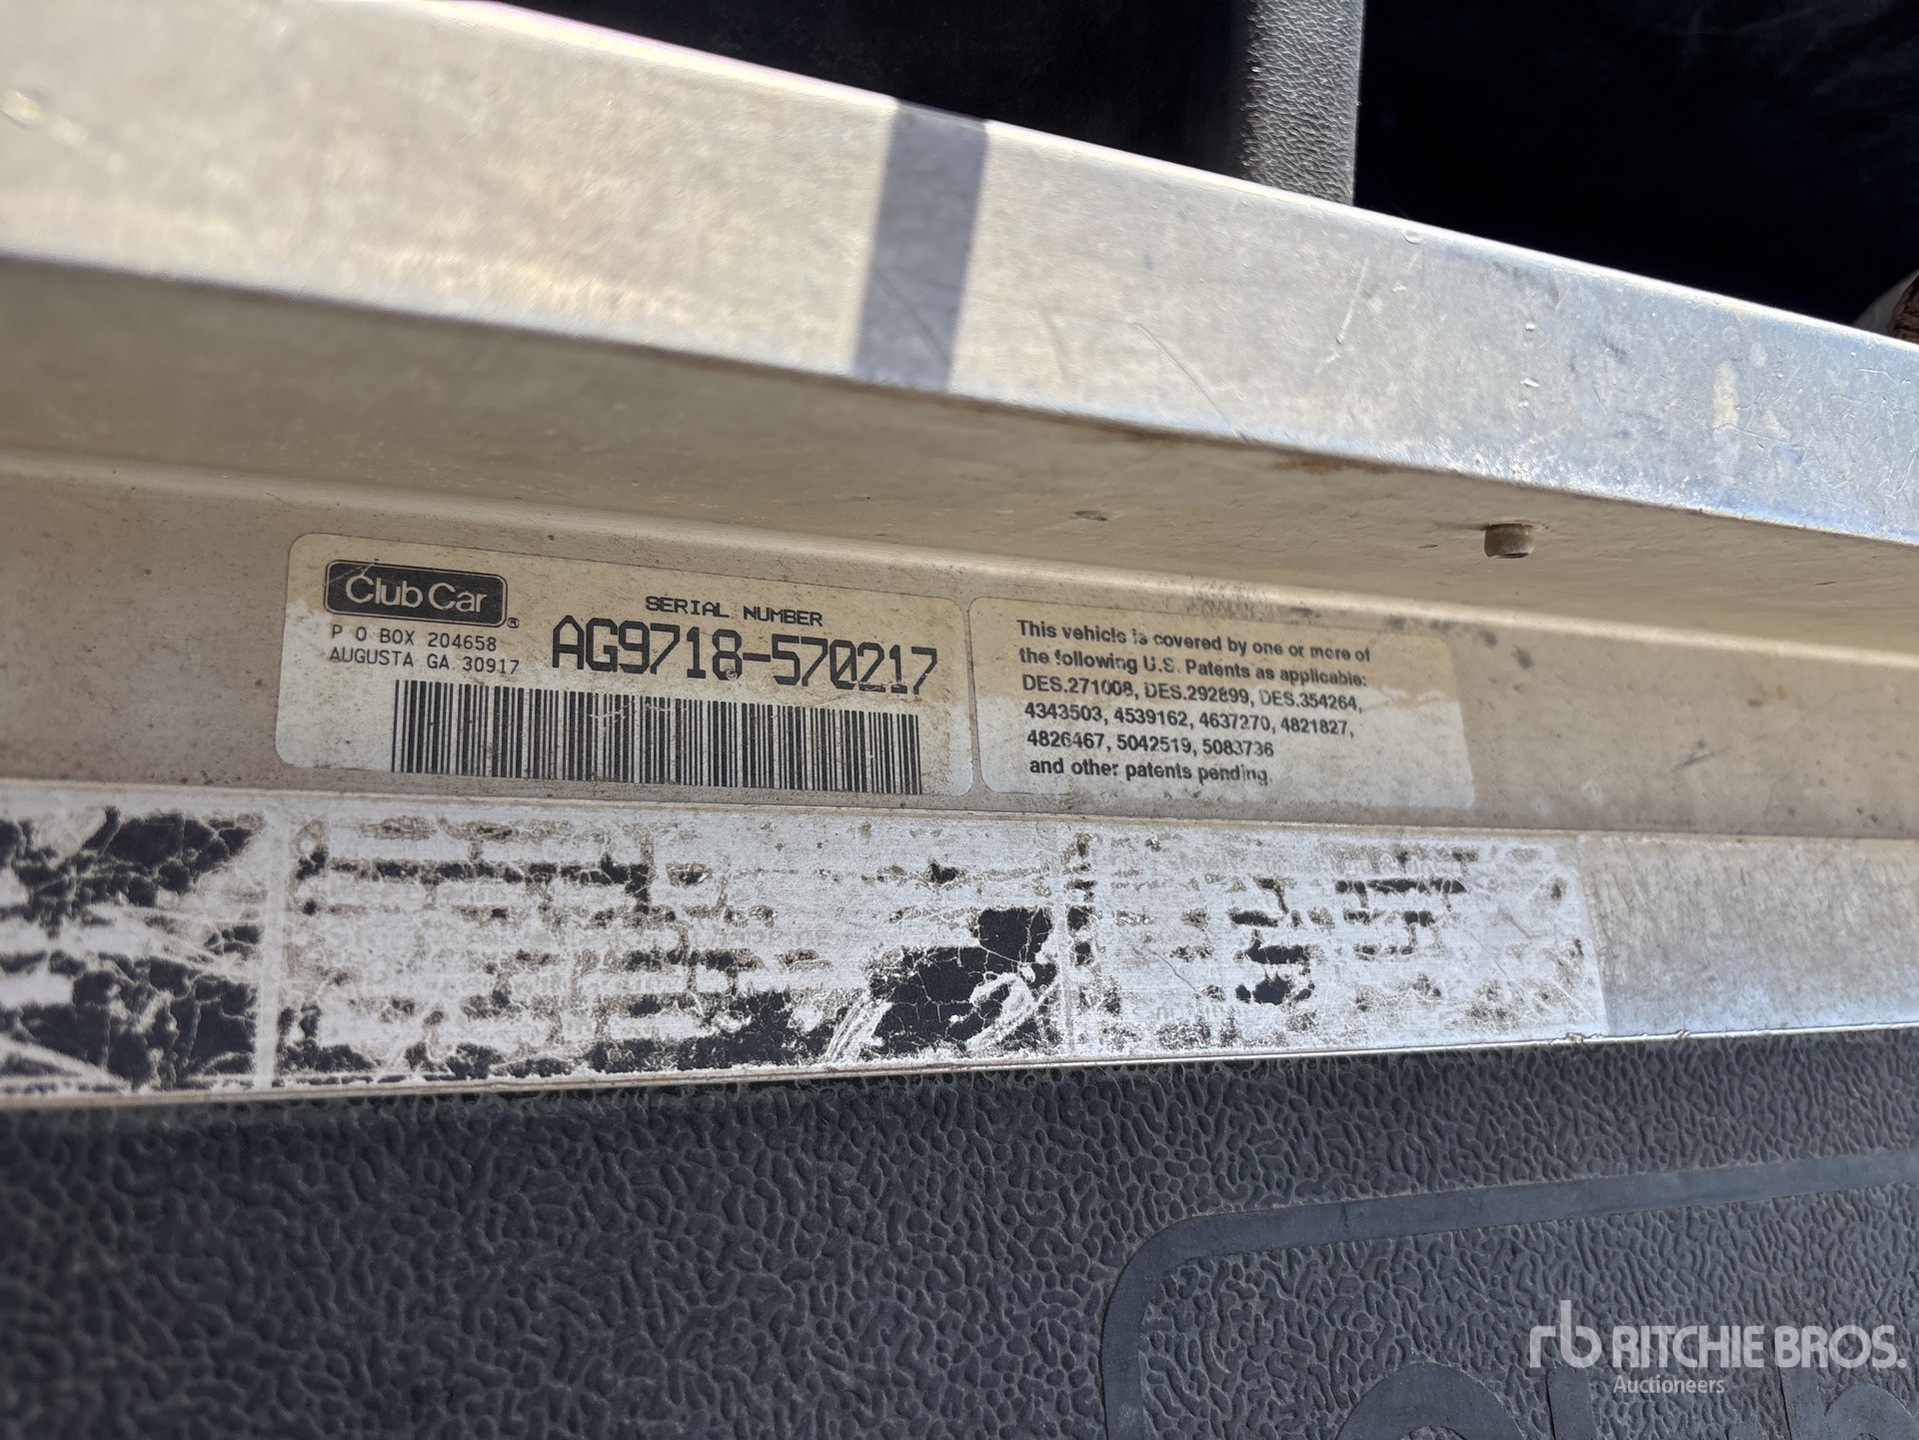 Club Car®
P O BOX 204658
AUGUSTA GA 30917
SERIAL NUMBER
AG9718-570217
This vehicle is covered by one or more of
the following U.S. Patents as applicable:
DES.271008, DES.292899, DES.354264,
4343503, 4539162, 4637270, 4821827,
4826467, 5042519, 5083736
and other patents pending.
rb RITCHIE BROS.
Auctioneers